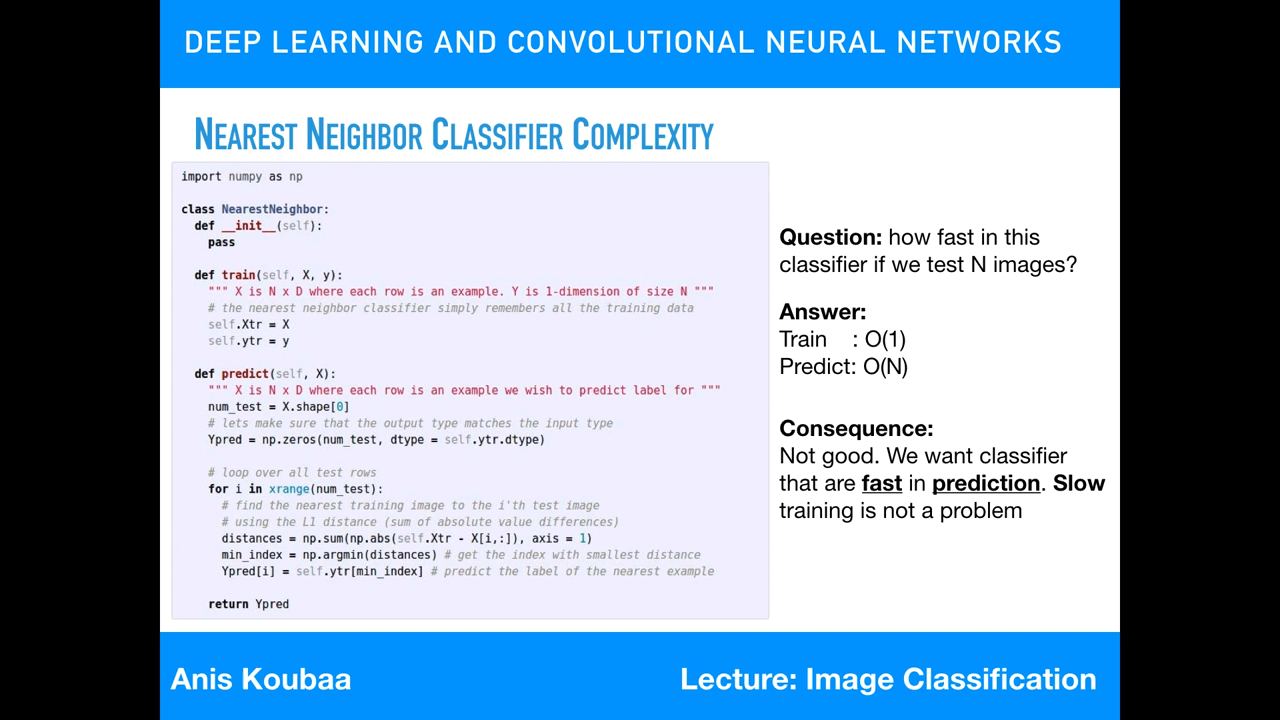 DEEP LEARNING AND CONVOLUTIONAL NEURAL NETWORKS
NEAREST NEIGHBOR CLASSIFIER COMPLEXITY
import numpy as np
class NearestNeighbor:
  def __init__(self):
    pass
  def train(self, X, y):
    """ X is N x D where each row is an example. Y is 1-dimension of size N """
    # the nearest neighbor classifier simply remembers all the training data
    self.Xtr = X
    self.ytr = y
  def predict(self, X):
    """ X is N x D where each row is an example we wish to predict label for """
    num_test = X.shape[0]
    # lets make sure that the output type matches the input type
    Ypred = np.zeros(num_test, dtype = self.ytr.dtype)
    # loop over all test rows
    for i in xrange(num_test):
      # find the nearest training image to the i'th test image
      # using the L1 distance (sum of absolute value differences)
      distances = np.sum(np.abs(self.Xtr - X[i,:]), axis = 1)
      min_index = np.argmin(distances) # get the index with smallest distance
      Ypred[i] = self.ytr[min_index] # predict the label of the nearest example
    return Ypred
Question: how fast in this
classifier if we test N images?
Answer:
Train : O(1)
Predict: O(N)
Consequence:
Not good. We want classifier
that are fast in prediction. Slow
training is not a problem
Anis Koubaa
Lecture: Image Classification